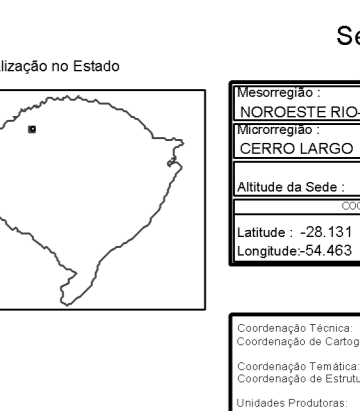 Se
lização no Estado
Mesorregião :
NOROESTE RIO-
Microrregião :
CERRO LARGO
Altitude da Sede :
COO
Latitude : -28.131
Longitude:-54.463
Coordenação Técnica:
Coordenação de Cartog
Coordenação Temática:
Coordenação de Estrutu
Unidades Produtoras: